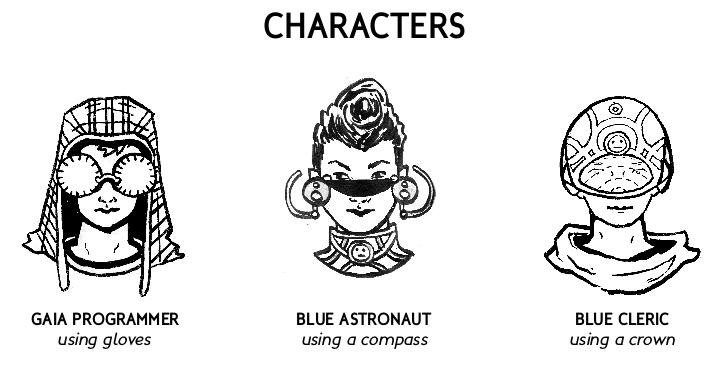 CHARACTERS
GAIA PROGRAMMER
using gloves
BLUE ASTRONAUT
using a compass
BLUE CLERIC
using a crown